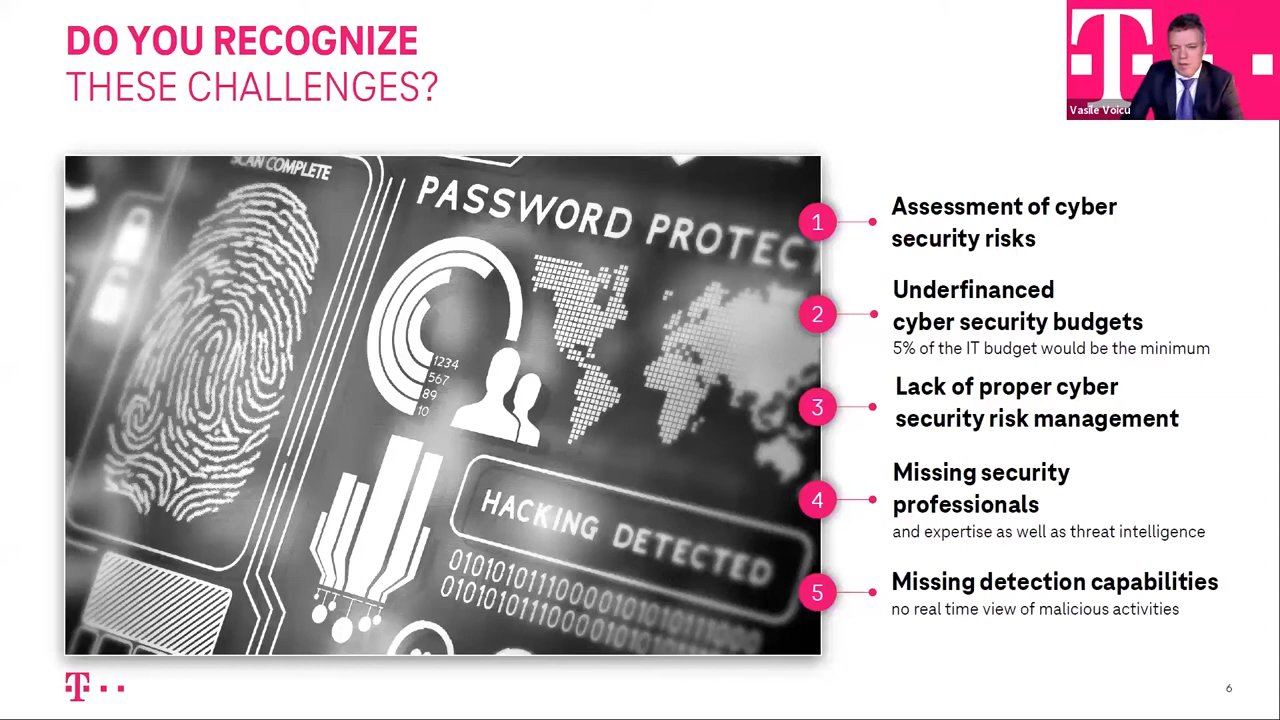 DO YOU RECOGNIZE
THESE CHALLENGES?
T
Vasile Voicu
SCAN COMPLETE
PASSWORD PROTECT
1234
567
89
10
HACKING DETECTED
1
Assessment of cyber
security risks
2
Underfinanced
cyber security budgets
5% of the IT budget would be the minimum
3
Lack of proper cyber
security risk management
4
Missing security
professionals
and expertise as well as threat intelligence
5
Missing detection capabilities
no real time view of malicious activities
T
6